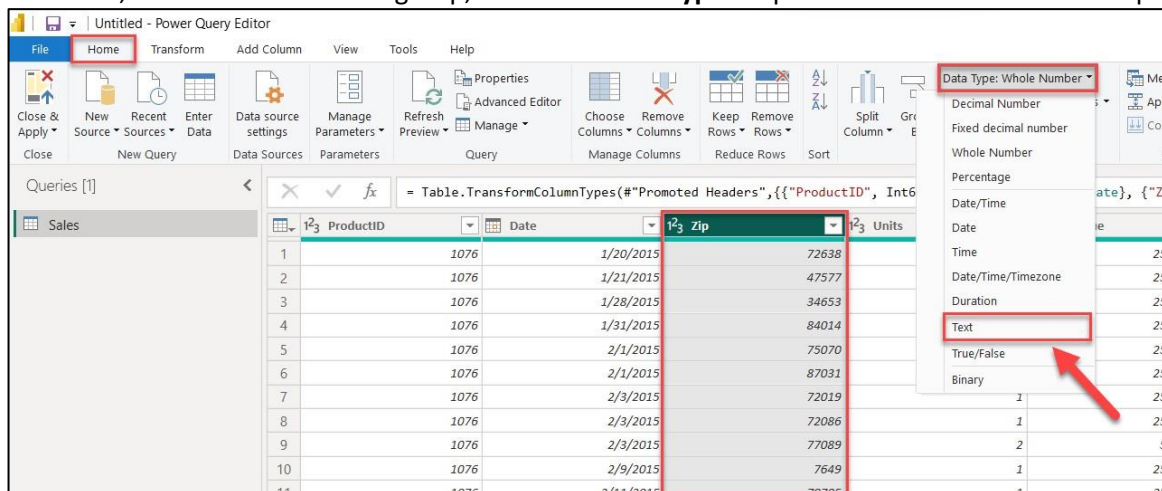 Untitled - Power Query Editor
File Home Transform Add Column View Tools Help
Close & Apply
New Source
Recent Sources
Enter Data
Data source settings
Manage Parameters
Refresh Preview
Properties
Advanced Editor
Manage
Choose Columns
Remove Columns
Keep Rows
Remove Rows
Split Column
Data Type: Whole Number
Close New Query Data Sources Parameters Query Manage Columns Reduce Rows Sort
Decimal Number
Fixed decimal number
Whole Number
Percentage
Date/Time
Date
Time
Date/Time/Timezone
Duration
Text
True/False
Binary
Queries [1]
fx = Table.TransformColumnTypes(#"Promoted Headers",{{"ProductID", Int6
ate}, {"Z
Sales
1²3 ProductID Date 1²3 Zip 1²3 Units
1 1076 1/20/2015 72638
2 1076 1/21/2015 47577
3 1076 1/28/2015 34653
4 1076 1/31/2015 84014
5 1076 2/1/2015 75070
6 1076 2/1/2015 87031
7 1076 2/3/2015 72019 1
8 1076 2/3/2015 72086 1
9 1076 2/3/2015 77089 2
10 1076 2/9/2015 7649 1